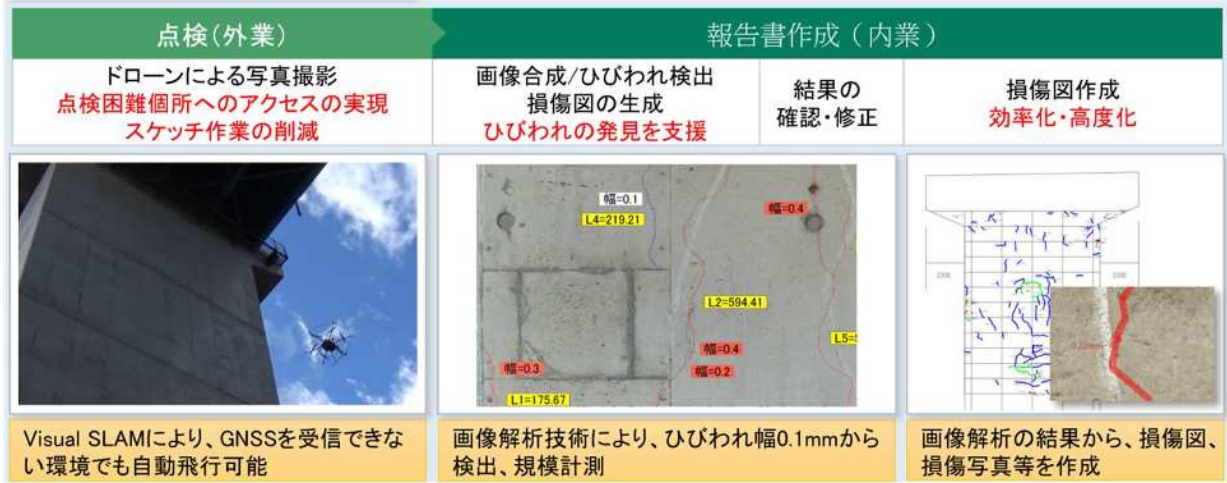 点検（外業）
報告書作成（内業）
ドローンによる写真撮影
点検困難個所へのアクセスの実現
スケッチ作業の削減
画像合成/ひびわれ検出
損傷図の生成
ひびわれの発見を支援
結果の
確認・修正
損傷図作成
効率化・高度化
幅=0.1
L4=219.21
幅=0.4
L2=594.41
L5=5
幅=0.4
幅=0.3
幅=0.2
L1=175.67
Visual SLAMにより、GNSSを受信できな
い環境でも自動飛行可能
画像解析技術により、ひびわれ幅0.1mmから
検出、規模計測
画像解析の結果から、損傷図、
損傷写真等を作成